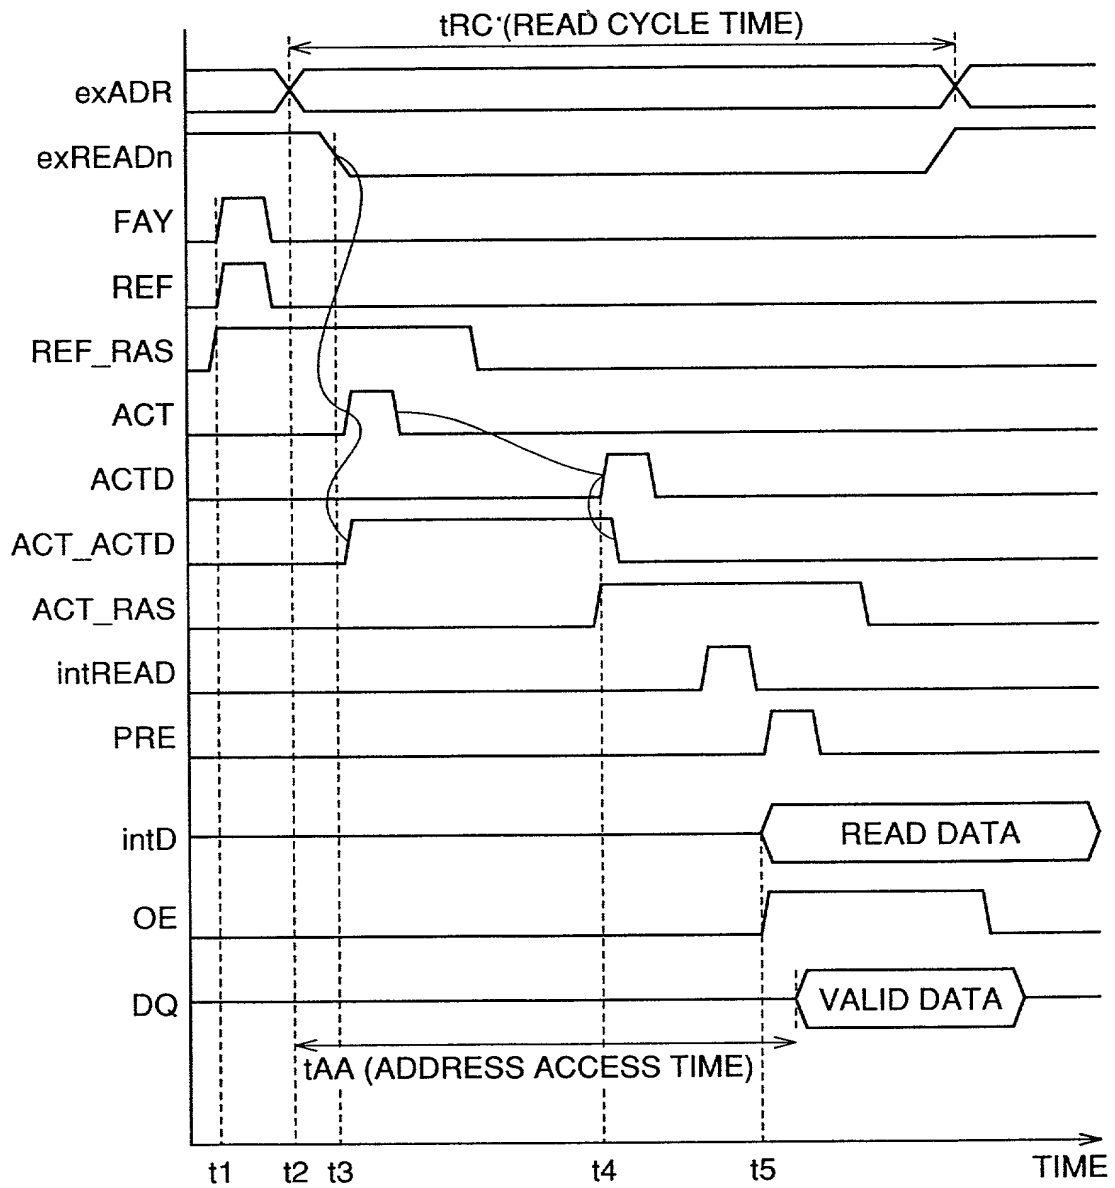 tRC (READ CYCLE TIME)
exADR
exREADn
FAY
REF
REF_RAS
ACT
ACTD
ACT_ACTD
ACT_RAS
intREAD
PRE
intD
READ DATA
OE
DQ
VALID DATA
tAA (ADDRESS ACCESS TIME)
t1 t2 t3 t4 t5 TIME